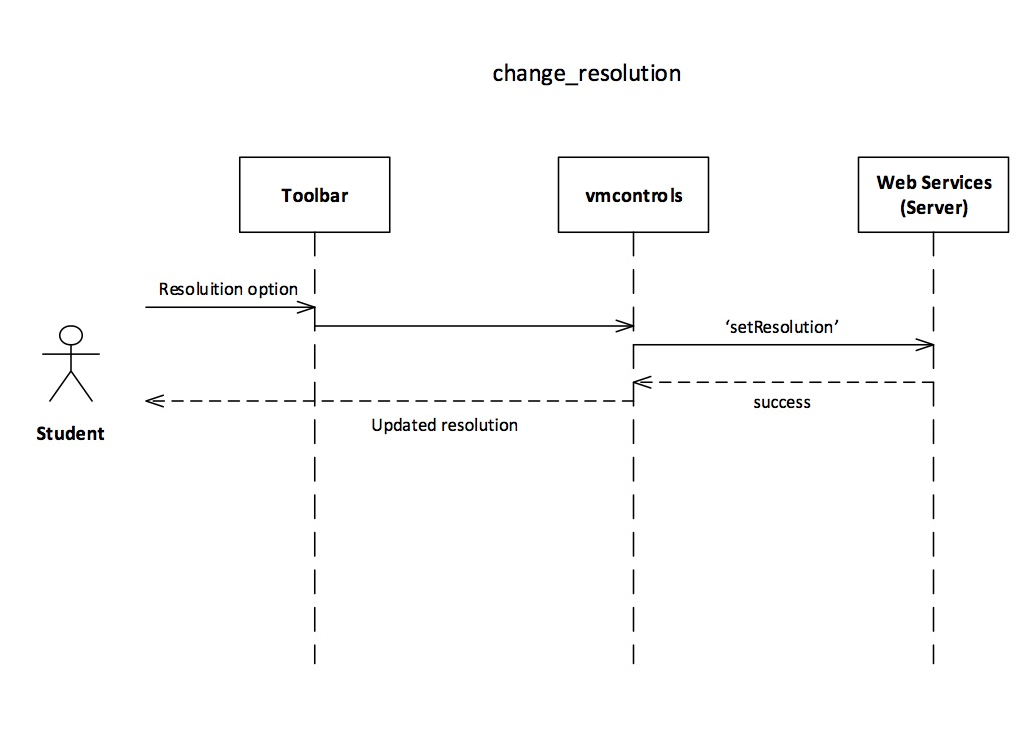 change_resolution
Toolbar
vmcontrols
Web Services
(Server)
Resoluition option
‘setResolution’
success
Updated resolution
Student